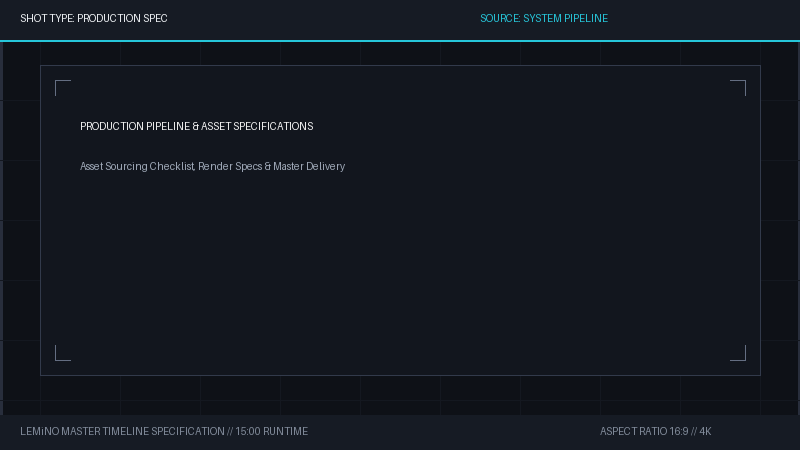 SHOT TYPE: PRODUCTION SPEC
SOURCE: SYSTEM PIPELINE
PRODUCTION PIPELINE & ASSET SPECIFICATIONS
Asset Sourcing Checklist, Render Specs & Master Delivery
LEMiNO MASTER TIMELINE SPECIFICATION // 15:00 RUNTIME
ASPECT RATIO 16:9 // 4K